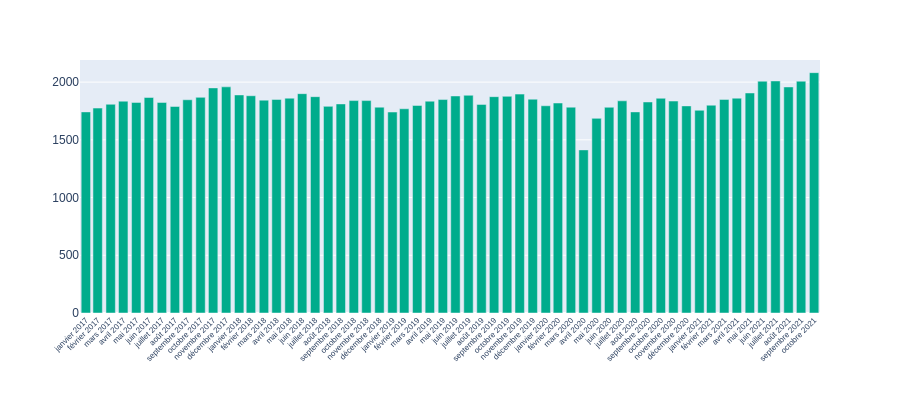 2000
1500
1000
500
0
janvier 2017
février 2017
mars 2017
avril 2017
mai 2017
juin 2017
juillet 2017
août 2017
septembre 2017
octobre 2017
novembre 2017
décembre 2017
janvier 2018
février 2018
mars 2018
avril 2018
mai 2018
juin 2018
juillet 2018
août 2018
septembre 2018
octobre 2018
novembre 2018
décembre 2018
janvier 2019
février 2019
mars 2019
avril 2019
mai 2019
juin 2019
juillet 2019
août 2019
septembre 2019
octobre 2019
novembre 2019
décembre 2019
janvier 2020
février 2020
mars 2020
avril 2020
mai 2020
juin 2020
juillet 2020
août 2020
septembre 2020
octobre 2020
novembre 2020
décembre 2020
janvier 2021
février 2021
mars 2021
avril 2021
mai 2021
juin 2021
juillet 2021
août 2021
septembre 2021
octobre 2021